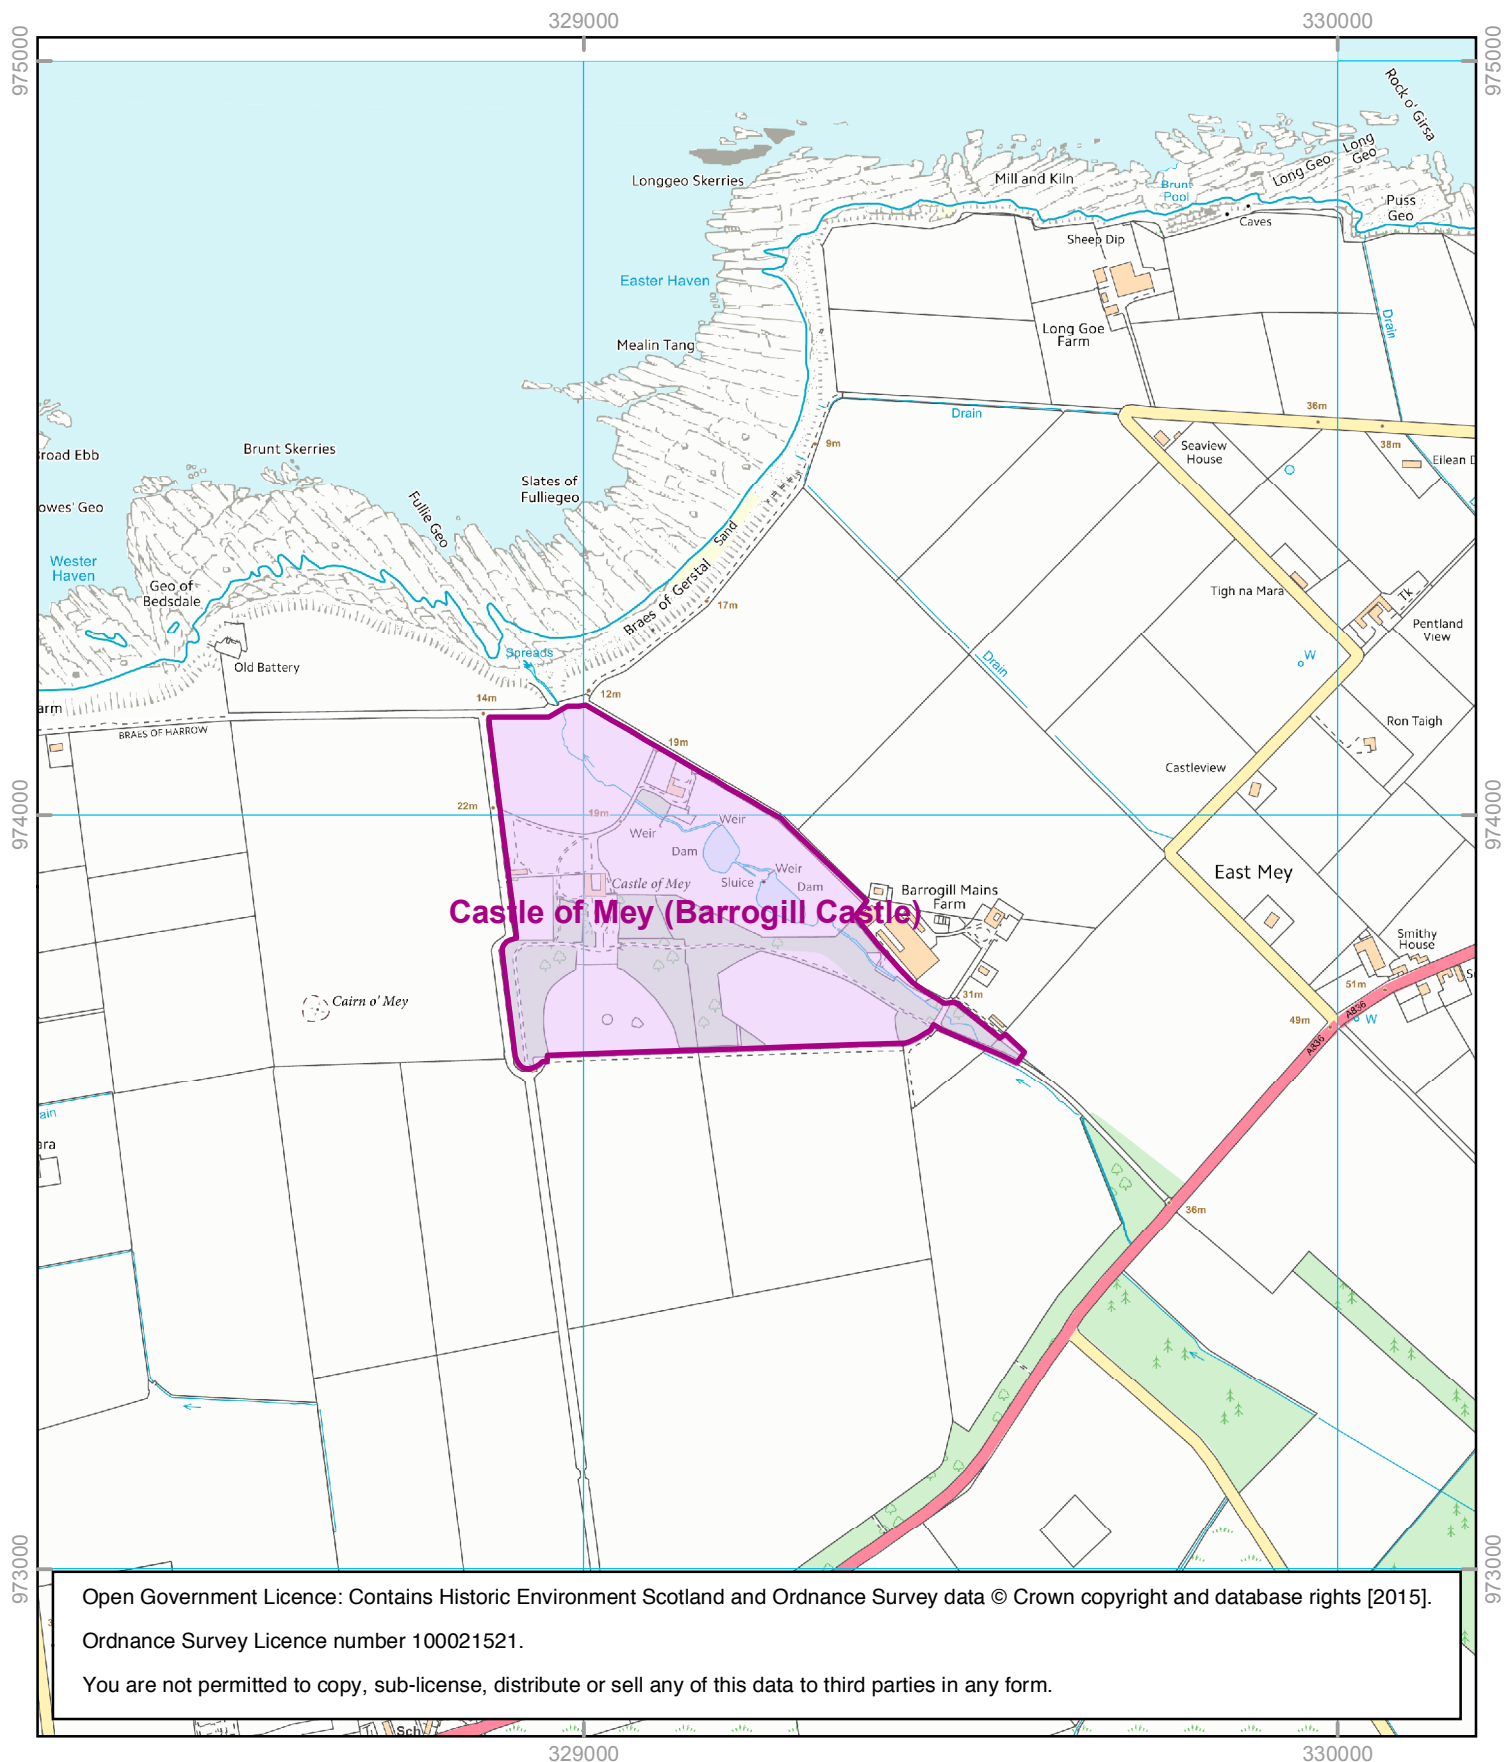 329000
330000
975000
975000
Rock o' Girsa
Long
Geo
Long Geo
Longgeo Skerries
Mill and Kiln
Brunt
Pool
Puss
Geo
Caves
Sheep Dip
Easter Haven
Long Goe
Farm
Drain
Mealin Tang
Drain
36m
38m
9m
Seaview
House
Eilean D
Broad Ebb
Brunt Skerries
Slates of
Fulliegeo
owes' Geo
Fullie Geo
Sand
Wester
Haven
Geo of
Bedsdale
Braes of Gerstal
17m
Tigh na Mara
Tk
Pentland
View
Old Battery
Spreads
Drain
W
14m
12m
arm
BRAES OF HARROW
19m
Ron Taigh
Castleview
22m
19m
974000
974000
Weir
Weir
Dam
Weir
Sluice
Dam
Castle of Mey
East Mey
Barrogill Mains
Farm
Castle of Mey (Barrogill Castle)
Smithy
House
S
51m
31m
Cairn o' Mey
49m
A836
W
A836
ain
ara
36m
973000
973000
Open Government Licence: Contains Historic Environment Scotland and Ordnance Survey data © Crown copyright and database rights [2015].
Ordnance Survey Licence number 100021521.
You are not permitted to copy, sub-license, distribute or sell any of this data to third parties in any form.
Sch
329000
330000